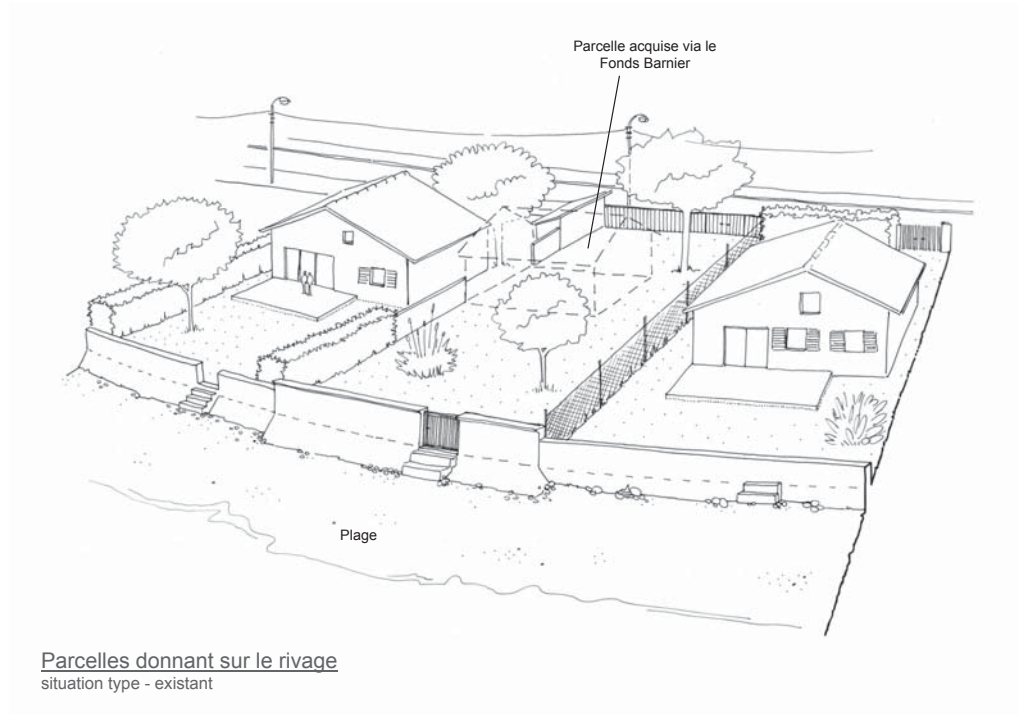 Parcelle acquise via le
Fonds Barnier
Plage
Parcelles donnant sur le rivage
situation type - existant